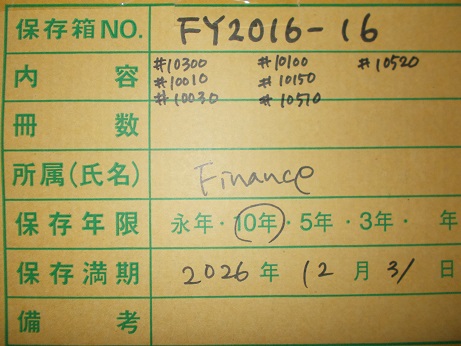 保存箱NO. FY2016-16
内容 #10300 #10100 #10520
#10010 #10150
#10030 #10570
冊数
所属(氏名) Finance
保存年限 永年・10年・5年・3年・ 年
保存満期 2026年 12月 31日
備考